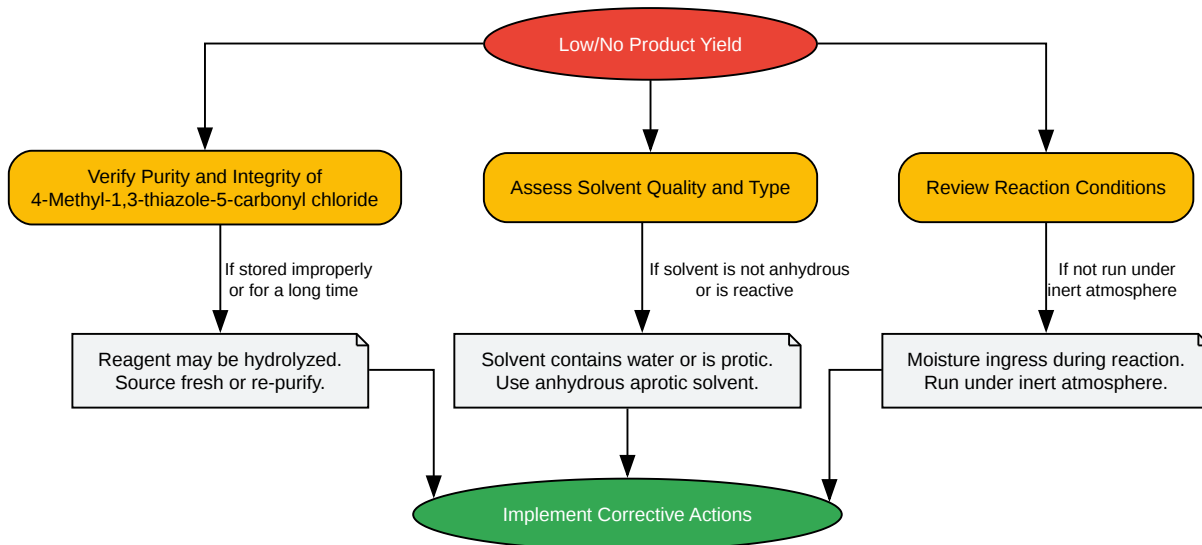 Low/No Product Yield
Verify Purity and Integrity of
4-Methyl-1,3-thiazole-5-carbonyl chloride
Assess Solvent Quality and Type
Review Reaction Conditions
If stored improperly
or for a long time
If solvent is not anhydrous
or is reactive
If not run under
inert atmosphere
Reagent may be hydrolyzed.
Source fresh or re-purify.
Solvent contains water or is protic.
Use anhydrous aprotic solvent.
Moisture ingress during reaction.
Run under inert atmosphere.
Implement Corrective Actions